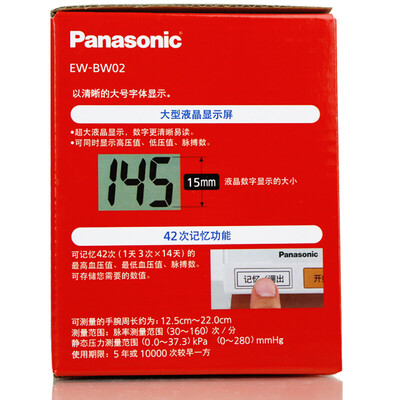 Panasonic
EW-BW02
以清晰的大号字体显示。
大型液晶显示屏
•超大液晶显示，数字更清晰易读。
•可同时显示高压值、低压值、脉搏数。
145
15mm
液晶数字显示的大小
42次记忆功能
可记忆42次（1天3次×14天）的
最高血压值、最低血压值、脉搏数。
可存储您需要的数值。
Panasonic
记忆/调出
开
可测量的手腕周长约为：12.5cm～22.0cm
测量范围：脉率测量范围（30～160）次／分
静态压力测量范围（0.0～37.3）kPa （0～280）mmHg
使用期限：5年或10000次较早一方